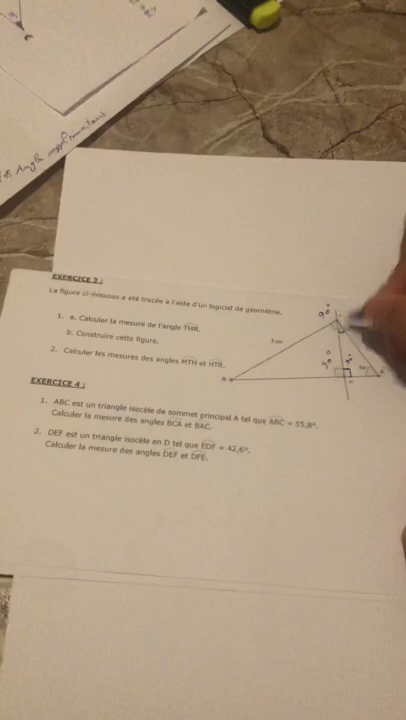 Angle supplémentaire
EXERCICE 3 :
La figure ci-dessous a été tracée à l'aide d'un logiciel de géométrie.
1. a. Calculer la mesure de l'angle TMR.
b. Construire cette figure.
2. Calculer les mesures des angles MTH et HTR.
90°
90°
EXERCICE 4 :
1. ABC est un triangle isocèle de sommet principal A tel que ABC = 55,8°.
Calculer la mesure des angles BCA et BAC.
2. DEF est un triangle isocèle en D tel que EDF = 42,6°.
Calculer la mesure des angles DEF et DFE.